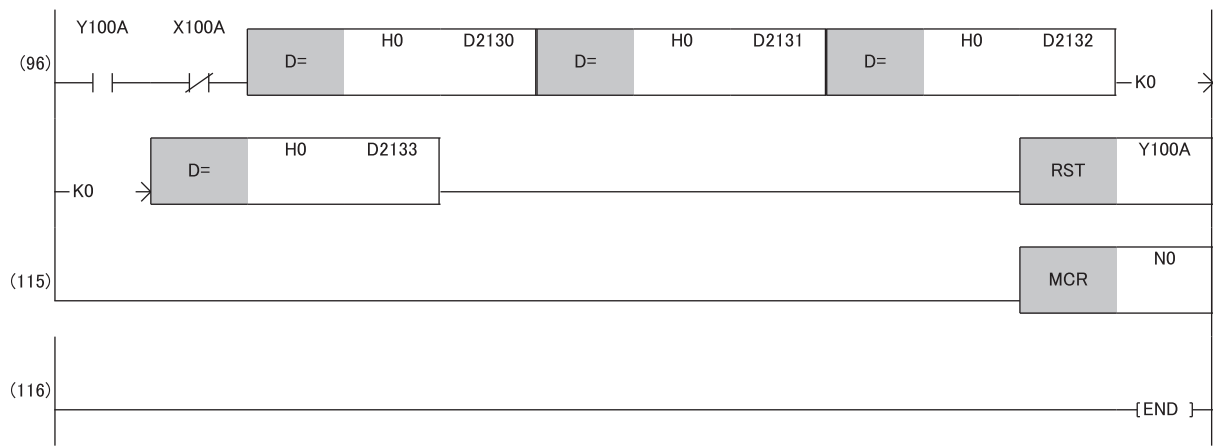 Y100A X100A
(96) D= H0 D2130 D= H0 D2131 D= H0 D2132 K0
K0 D= H0 D2133 RST Y100A
(115) MCR N0
(116) [END ]